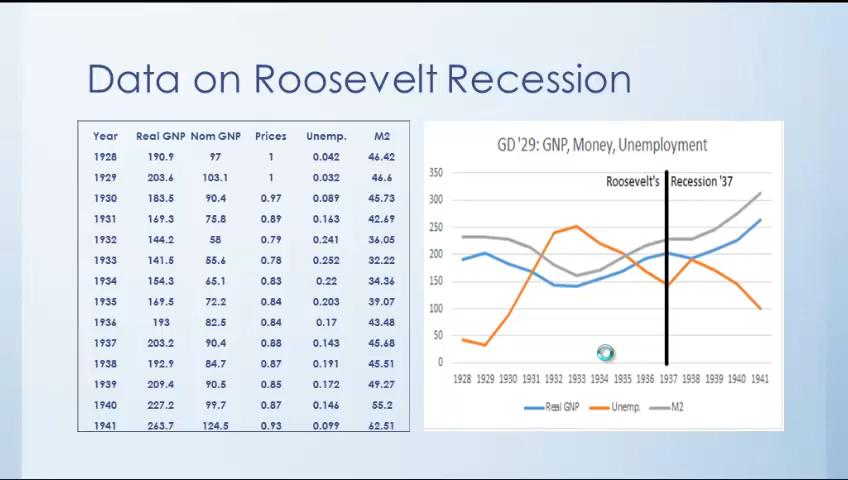 Data on Roosevelt Recession
Year Real GNP Nom GNP Prices Unemp. M2
1928 190.9 97 1 0.042 46.42
1929 203.6 103.1 1 0.032 46.6
1930 183.5 90.4 0.97 0.089 45.73
1931 169.3 75.8 0.89 0.163 42.69
1932 144.2 58 0.79 0.241 36.05
1933 141.5 55.6 0.78 0.252 32.22
1934 154.3 65.1 0.83 0.22 34.36
1935 169.5 72.2 0.84 0.203 39.07
1936 193 82.5 0.84 0.17 43.48
1937 203.2 90.4 0.88 0.143 45.68
1938 192.9 84.7 0.87 0.191 45.51
1939 209.4 90.5 0.85 0.172 49.27
1940 227.2 99.7 0.87 0.146 55.2
1941 263.7 124.5 0.93 0.099 62.51
GD '29: GNP, Money, Unemployment
350
Roosevelt's Recession '37
300
250
200
150
100
50
0
1928 1929 1930 1931 1932 1933 1934 1935 1936 1937 1938 1939 1940 1941
Real GNP Unemp. M2